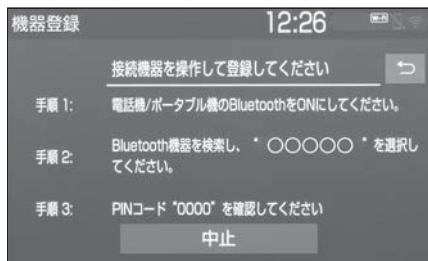 機器登録
12:26
接続機器を操作して登録してください
手順 1:
電話機/ポータブル機のBluetoothをONにしてください。
手順 2:
Bluetooth機器を検索し、"○○○○○"を選択し
てください。
手順 3:
PINコード "0000" を確認してください
中止